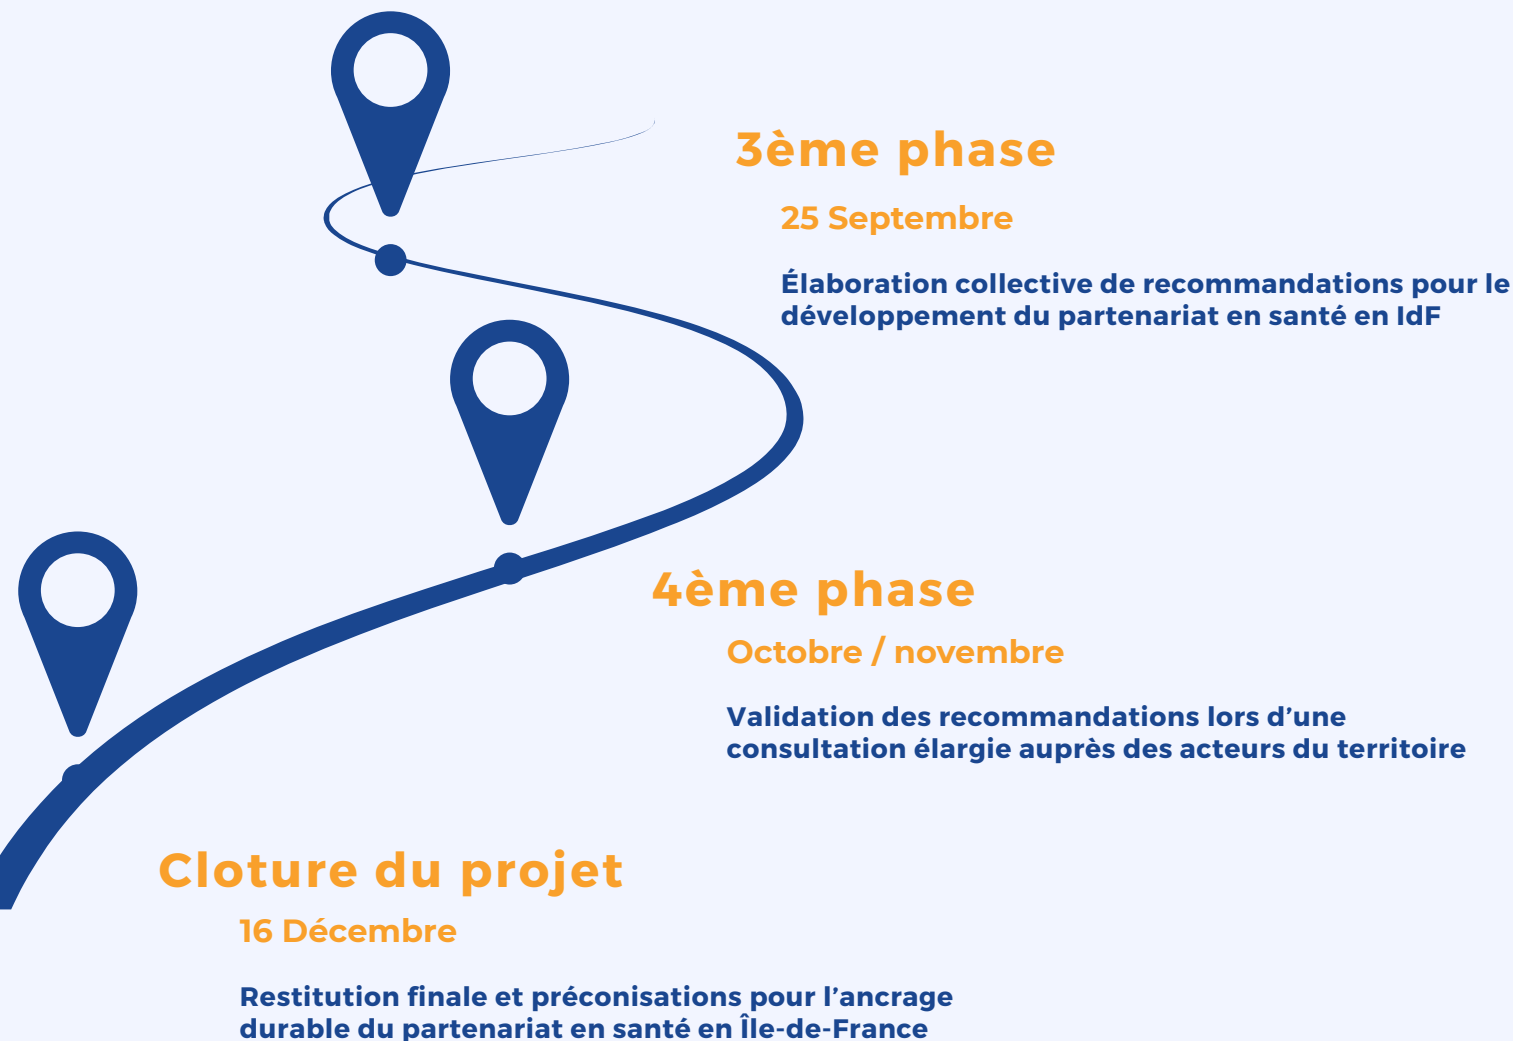 3ème phase
25 Septembre
Élaboration collective de recommandations pour le
développement du partenariat en santé en IdF
4ème phase
Octobre / novembre
Validation des recommandations lors d’une
consultation élargie auprès des acteurs du territoire
Cloture du projet
16 Décembre
Restitution finale et préconisations pour l’ancrage
durable du partenariat en santé en Île-de-France